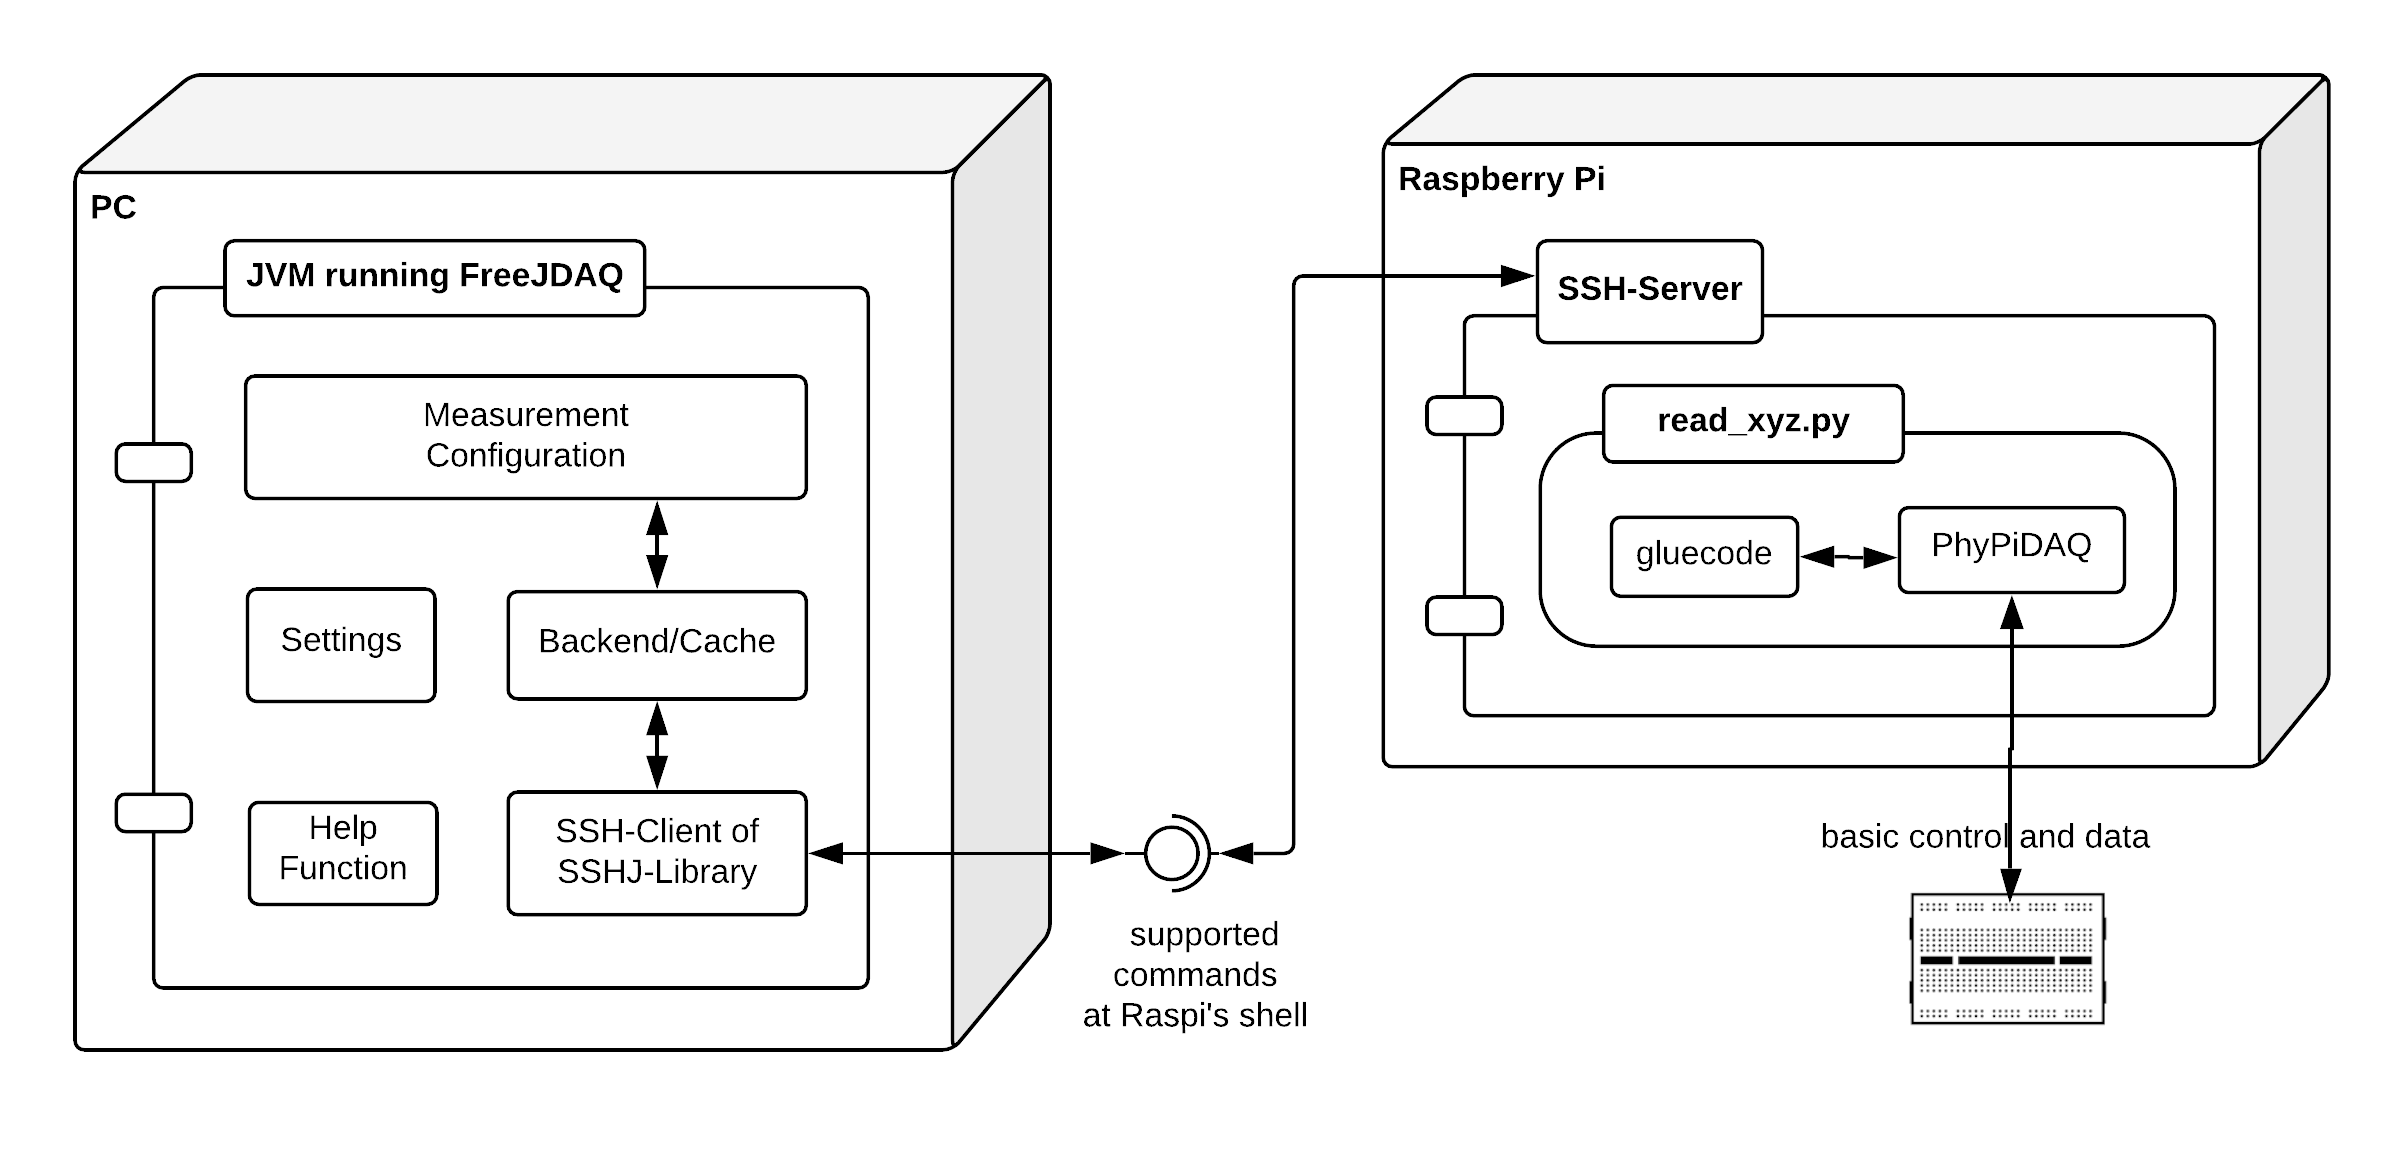 PC
JVM running FreeJDAQ
Measurement
Configuration
Settings
Backend/Cache
Help
Function
SSH-Client of
SSHJ-Library
supported
commands
at Raspi's shell
Raspberry Pi
SSH-Server
read_xyz.py
gluecode
PhyPiDAQ
basic control and data